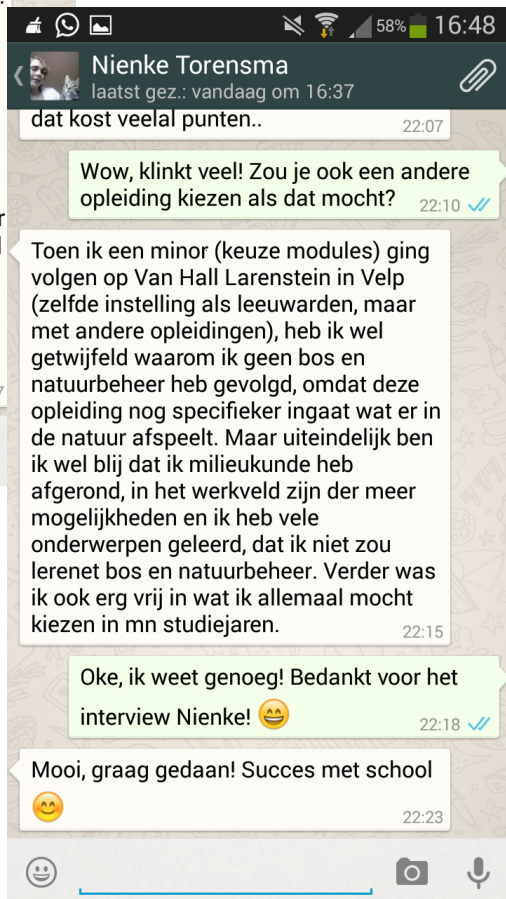 58% 16:48
Nienke Torensma
laatst gez.: vandaag om 16:37
dat kost veelal punten..
22:07
Wow, klinkt veel! Zou je ook een andere
opleiding kiezen als dat mocht?
22:10
Toen ik een minor (keuze modules) ging
volgen op Van Hall Larenstein in Velp
(zelfde instelling als leeuwarden, maar
met andere opleidingen), heb ik wel
getwijfeld waarom ik geen bos en
natuurbeheer heb gevolgd, omdat deze
opleiding nog specifieker ingaat wat er in
de natuur afspeelt. Maar uiteindelijk ben
ik wel blij dat ik milieukunde heb
afgerond, in het werkveld zijn der meer
mogelijkheden en ik heb vele
onderwerpen geleerd, dat ik niet zou
lerenet bos en natuurbeheer. Verder was
ik ook erg vrij in wat ik allemaal mocht
kiezen in mn studiejaren.
22:15
Oke, ik weet genoeg! Bedankt voor het
interview Nienke! 😄
22:18
Mooi, graag gedaan! Succes met school
😊
22:23